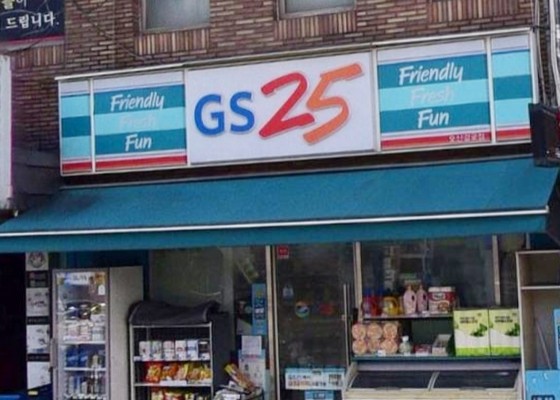 드립니다.
Friendly
Fresh
Fun
GS25
Friendly
Fresh
Fun